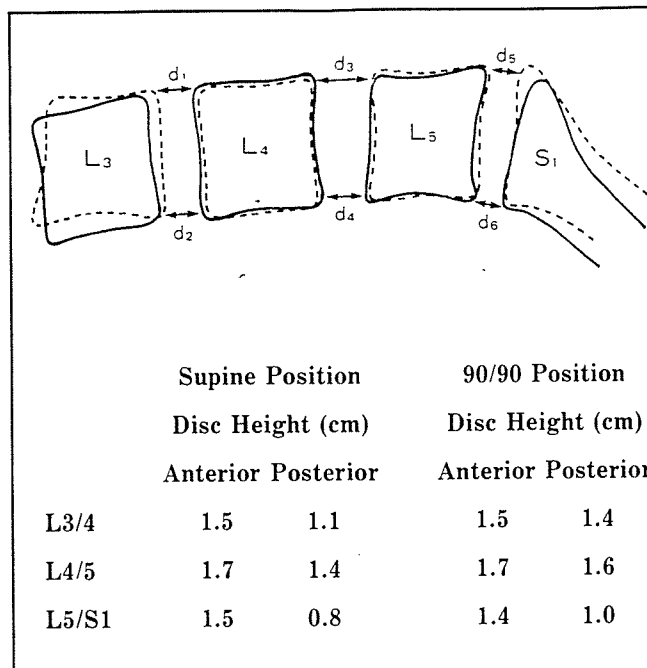 d1 d3 d5
L3 L4 L5 S1
d2 d4 d6
Supine Position 90/90 Position
Disc Height (cm) Disc Height (cm)
Anterior Posterior Anterior Posterior
L3/4 1.5 1.1 1.5 1.4
L4/5 1.7 1.4 1.7 1.6
L5/S1 1.5 0.8 1.4 1.0